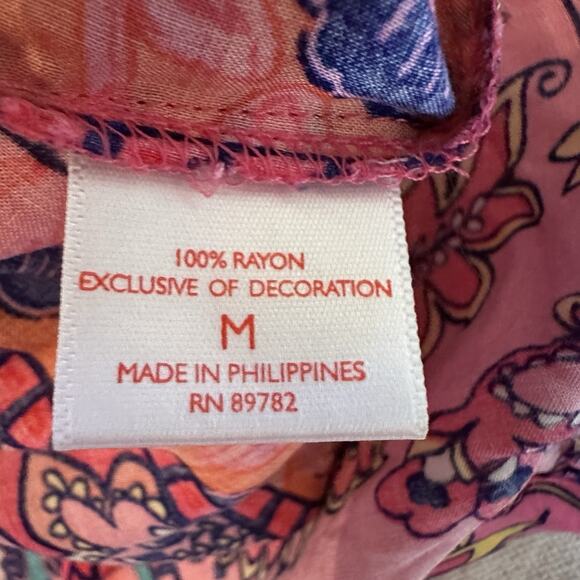 100% RAYON
EXCLUSIVE OF DECORATION
M
MADE IN PHILIPPINES
RN 89782